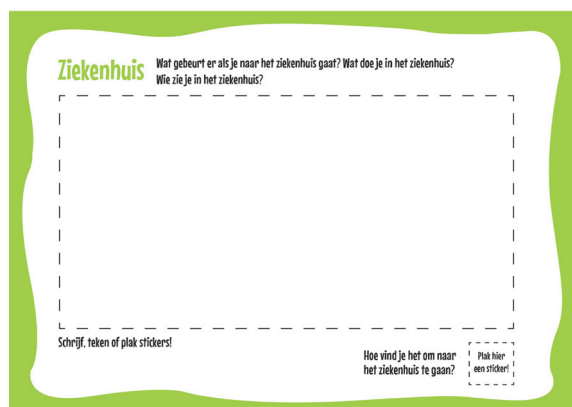 Ziekenhuis
Wat gebeurt er als je naar het ziekenhuis gaat? Wat doe je in het ziekenhuis?
Wie zie je in het ziekenhuis?
Schrijf, teken of plak stickers!
Hoe vind je het om naar
het ziekenhuis te gaan?
Plak hier
een sticker!